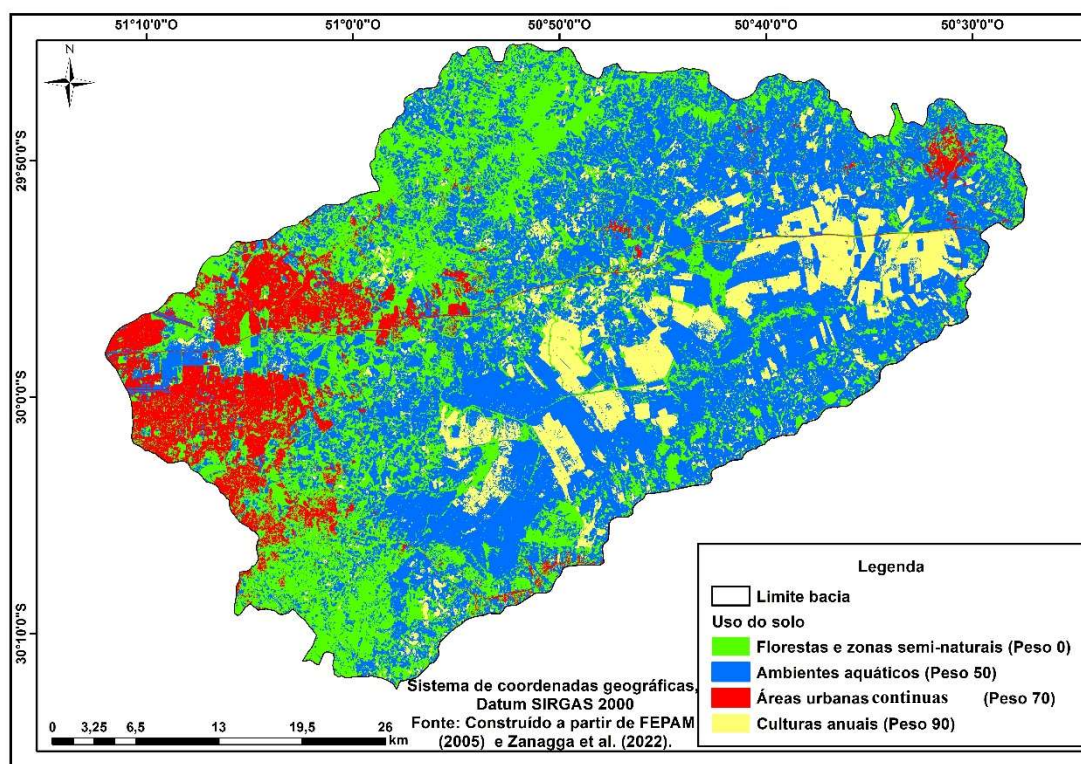 51°10'0"S
51°0'0"S
50°50'0"S
50°40'0"S
50°30'0"S
N
29°50'0"S
30°0'0"S
30°10'0"S
Legenda
Limite bacia
Uso do solo
Florestas e zonas semi-naturais (Peso 0)
Ambientes aquáticos (Peso 50)
Áreas urbanas continuas (Peso 70)
Culturas anuais (Peso 90)
Sistema de coordenadas geográficas,
Datum SIRGAS 2000
Fonte: Construído a partir de FEPAM
(2005) e Zanagga et al. (2022).
0 3,25 6,5 13 19,5 26
km